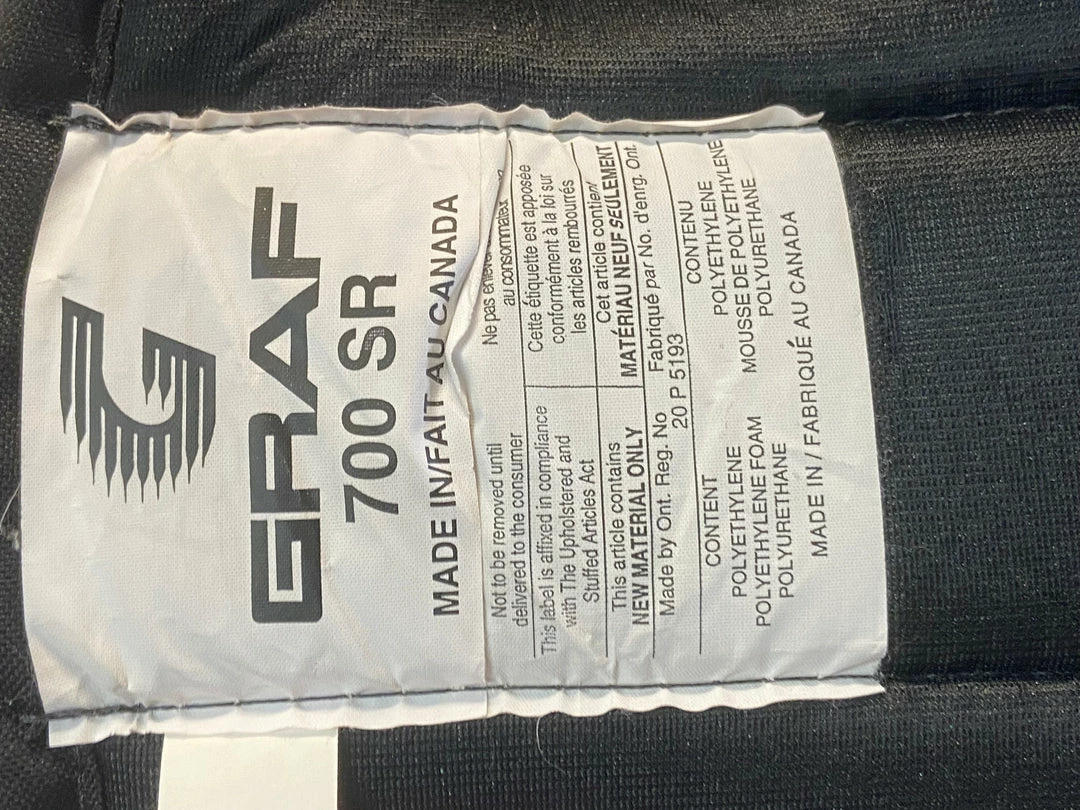 GRAF
700 SR
MADE IN/FAIT AU CANADA
Not to be removed until
delivered to the consumer
Ne pas
au consommateur
This label is affixed in compliance
with The Upholstered and
Stuffed Articles Act
Cette étiquette est apposée
conformément à la loi sur
les articles rembourrés
This article contains
NEW MATERIAL ONLY
Cet article contient
MATÉRIAU NEUF SEULEMENT
Made by Ont. Reg. No
Fabriqué par No. d'enrg. Ont.
20 P 5193
CONTENT
POLYETHYLENE
POLYETHYLENE FOAM
POLYURETHANE
CONTENU
POLYETHYLENE
MOUSSE DE POLYETHYLENE
POLYURETHANE
MADE IN / FABRIQUÉ AU CANADA